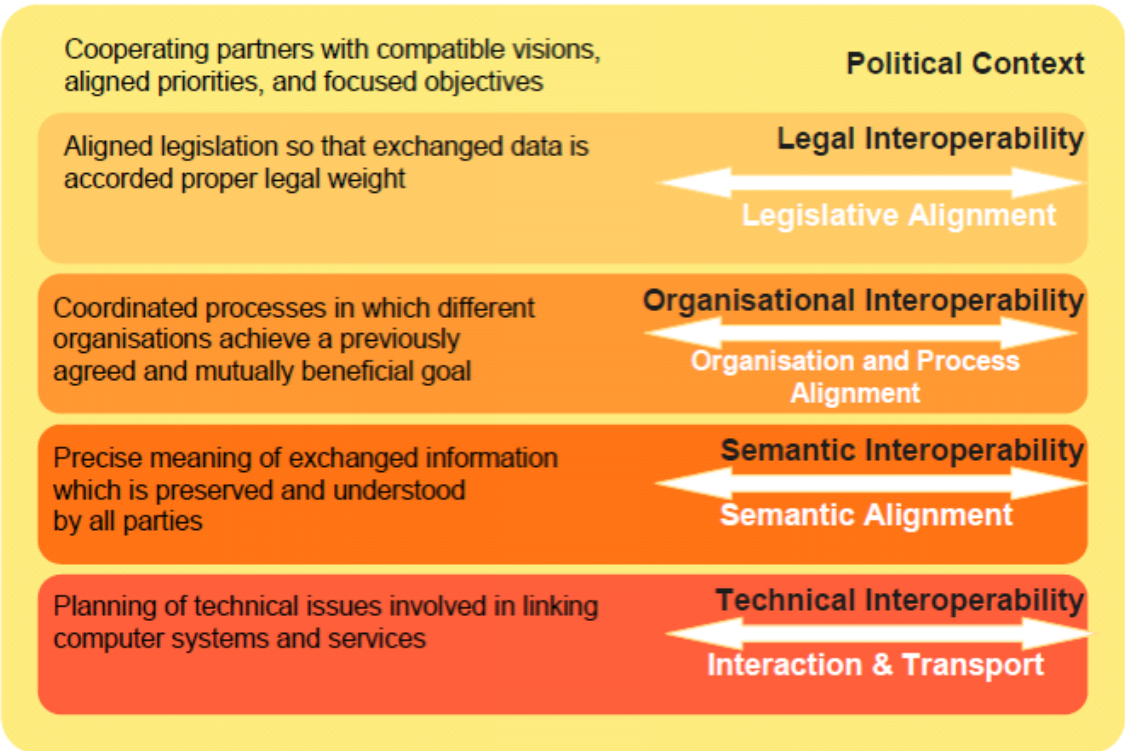 Cooperating partners with compatible visions,
aligned priorities, and focused objectives
Political Context
Aligned legislation so that exchanged data is
accorded proper legal weight
Legal Interoperability
Legislative Alignment
Coordinated processes in which different
organisations achieve a previously
agreed and mutually beneficial goal
Organisational Interoperability
Organisation and Process
Alignment
Precise meaning of exchanged information
which is preserved and understood
by all parties
Semantic Interoperability
Semantic Alignment
Planning of technical issues involved in linking
computer systems and services
Technical Interoperability
Interaction & Transport